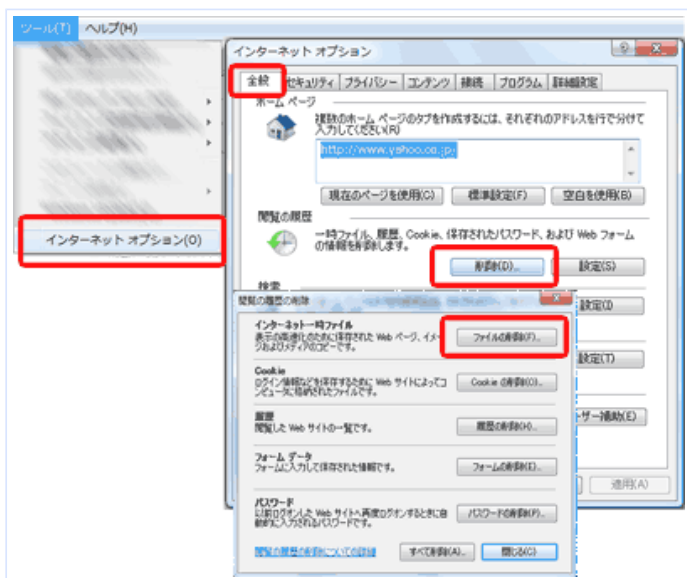 ツール(T) ヘルプ(H)
インターネット オプション(O)
インターネット オプション
全般 セキュリティ プライバシー コンテンツ 接続 プログラム 詳細設定
ホーム ページ
複数のホーム ページのタブを作成するには、それぞれのアドレスを行で分けて
入力してください(R)
http://www.yahoo.co.jp/
現在のページを使用(C) 標準設定(F) 空白を使用(B)
閲覧の履歴
一時ファイル、履歴、Cookie、保存されたパスワード、および Web フォーム
の情報を削除します。
削除(D)... 設定(S)
検索
設定(I)
設定(T)
ーザー補助(E)
適用(A)
閲覧の履歴の削除
インターネット一時ファイル
表示の高速化のために保存された Web ページ、イメー
ジおよびメディアのコピーです。
ファイルの削除(F)...
Cookie
ログイン情報などを保存するために Web サイトによってコ
ンピュータに格納されたファイルです。
Cookie の削除(O)...
履歴
閲覧した Web サイトの一覧です。
履歴の削除(H)...
フォーム データ
フォームに入力して保存された情報です。
フォームの削除(E)...
パスワード
以前ログオンした Web サイトへ再度ログオンするときに自
動的に入力されるパスワードです。
パスワードの削除(P)...
閲覧の履歴の削除についての詳細 すべて削除(A)... 閉じる(C)